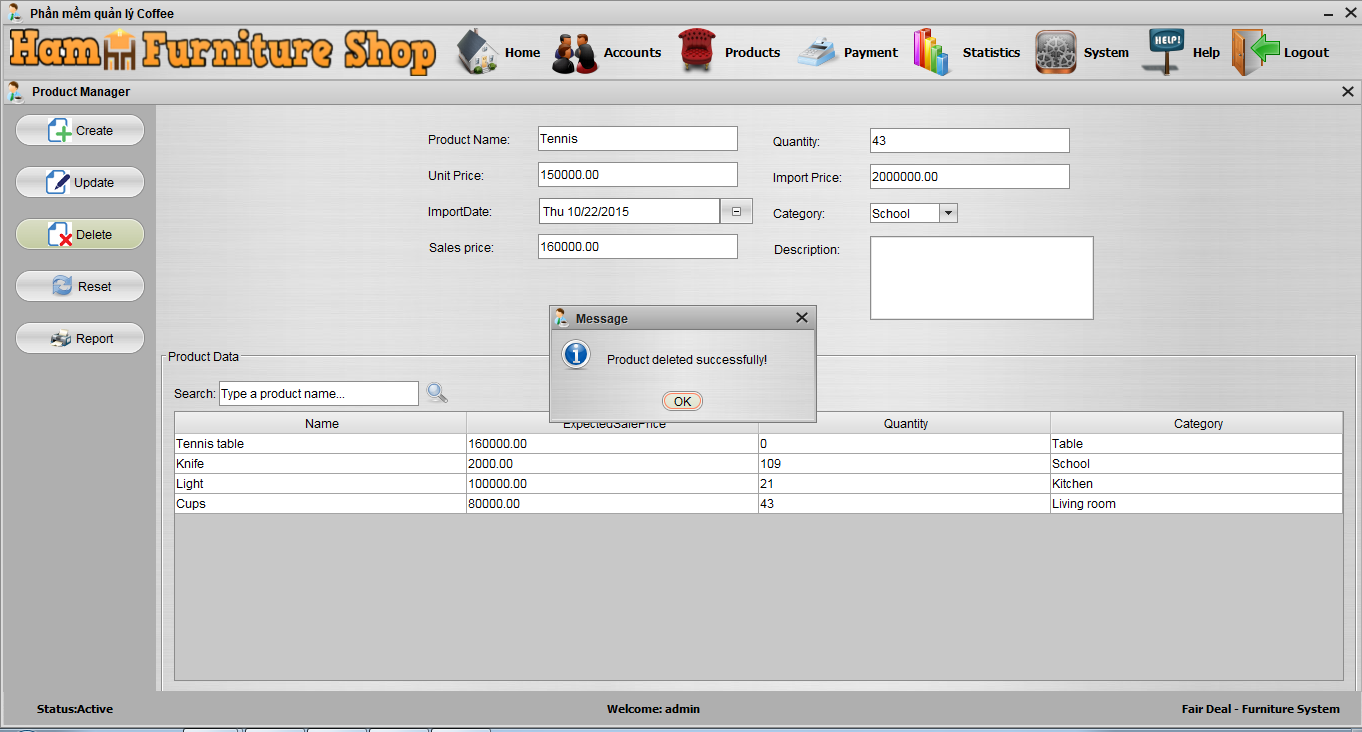 Phần mềm quản lý Coffee
Ham Furniture Shop
Home Accounts Products Payment Statistics System HELP! Help Logout
Product Manager
Create
Update
Delete
Reset
Report
Product Name: Tennis Quantity: 43
Unit Price: 150000.00 Import Price: 2000000.00
ImportDate: Thu 10/22/2015 Category: School
Sales price: 160000.00 Description:
Message
Product deleted successfully!
OK
Product Data
Search: Type a product name...
Name ExpectedSalePrice Quantity Category
Tennis table 160000.00 0 Table
Knife 2000.00 109 School
Light 100000.00 21 Kitchen
Cups 80000.00 43 Living room
Status:Active Welcome: admin Fair Deal - Furniture System